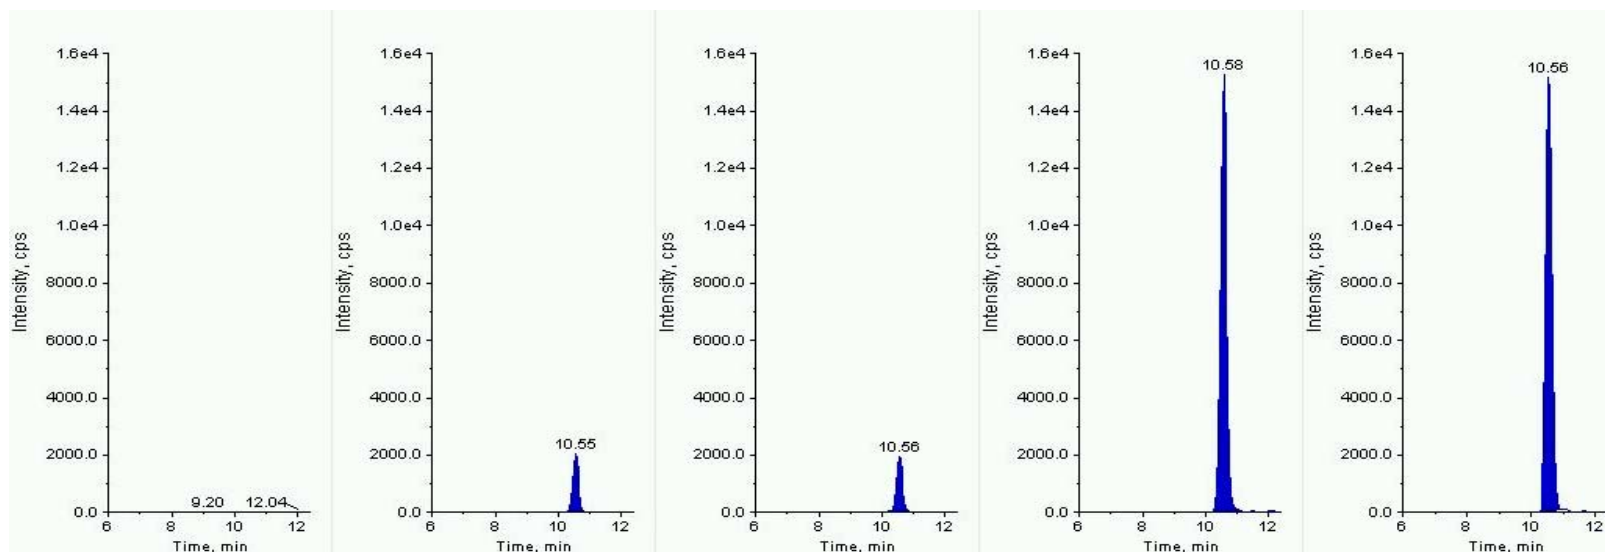 1.6e4
1.4e4
1.2e4
1.0e4
8000.0
6000.0
4000.0
2000.0
0.0
Intensity, cps
9.20
12.04
6 8 10 12
Time, min
1.6e4
1.4e4
1.2e4
1.0e4
8000.0
6000.0
4000.0
2000.0
0.0
Intensity, cps
10.55
6 8 10 12
Time, min
1.6e4
1.4e4
1.2e4
1.0e4
8000.0
6000.0
4000.0
2000.0
0.0
Intensity, cps
10.56
6 8 10 12
Time, min
1.6e4
1.4e4
1.2e4
1.0e4
8000.0
6000.0
4000.0
2000.0
0.0
Intensity, cps
10.58
6 8 10 12
Time, min
1.6e4
1.4e4
1.2e4
1.0e4
8000.0
6000.0
4000.0
2000.0
0.0
Intensity, cps
10.56
6 8 10 12
Time, min